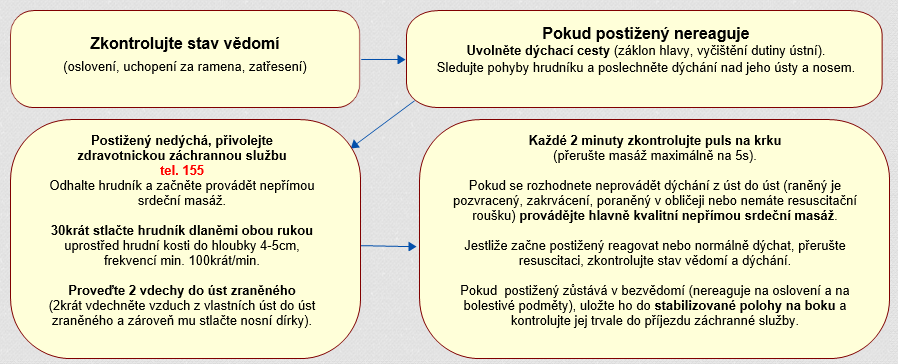 Zkontrolujte stav vědomí
(oslovení, uchopení za ramena, zatřesení)
Pokud postižený nereaguje
Uvolněte dýchací cesty (záklon hlavy, vyčištění dutiny ústní).
Sledujte pohyby hrudníku a poslechněte dýchání nad jeho ústy a nosem.
Postižený nedýchá, přivolejte
zdravotnickou záchrannou službu
tel. 155
Odhalte hrudník a začněte provádět nepřímou
srdeční masáž.
30krát stlačte hrudník dlaněmi obou rukou
uprostřed hrudní kosti do hloubky 4-5cm,
frekvencí min. 100krát/min.
Proveďte 2 vdechy do úst zraněného
(2krát vdechněte vzduch z vlastních úst do úst
zraněného a zároveň mu stlačte nosní dírky).
Každé 2 minuty zkontrolujte puls na krku
(přerušte masáž maximálně na 5s).
Pokud se rozhodnete neprovádět dýchání z úst do úst (raněný je
pozvracený, zakrvácení, poraněný v obličeji nebo nemáte resuscitační
roušku) provádějte hlavně kvalitní nepřímou srdeční masáž.
Jestliže začne postižený reagovat nebo normálně dýchat, přerušte
resuscitaci, zkontrolujte stav vědomí a dýchání.
Pokud postižený zůstává v bezvědomí (nereaguje na oslovení a na
bolestivé podměty), uložte ho do stabilizované polohy na boku a
kontrolujte jej trvale do příjezdu záchranné služby.